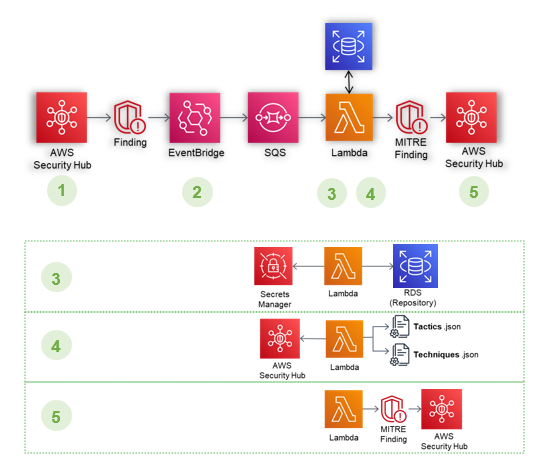 Finding
EventBridge
SQS
Lambda
MITRE
Finding
AWS
Security Hub
AWS
Security Hub
1
2
3
4
5
3
Secrets
Manager
Lambda
RDS
(Repository)
4
AWS
Security Hub
Lambda
Tactics .json
Techniques .json
5
Lambda
MITRE
Finding
AWS
Security Hub